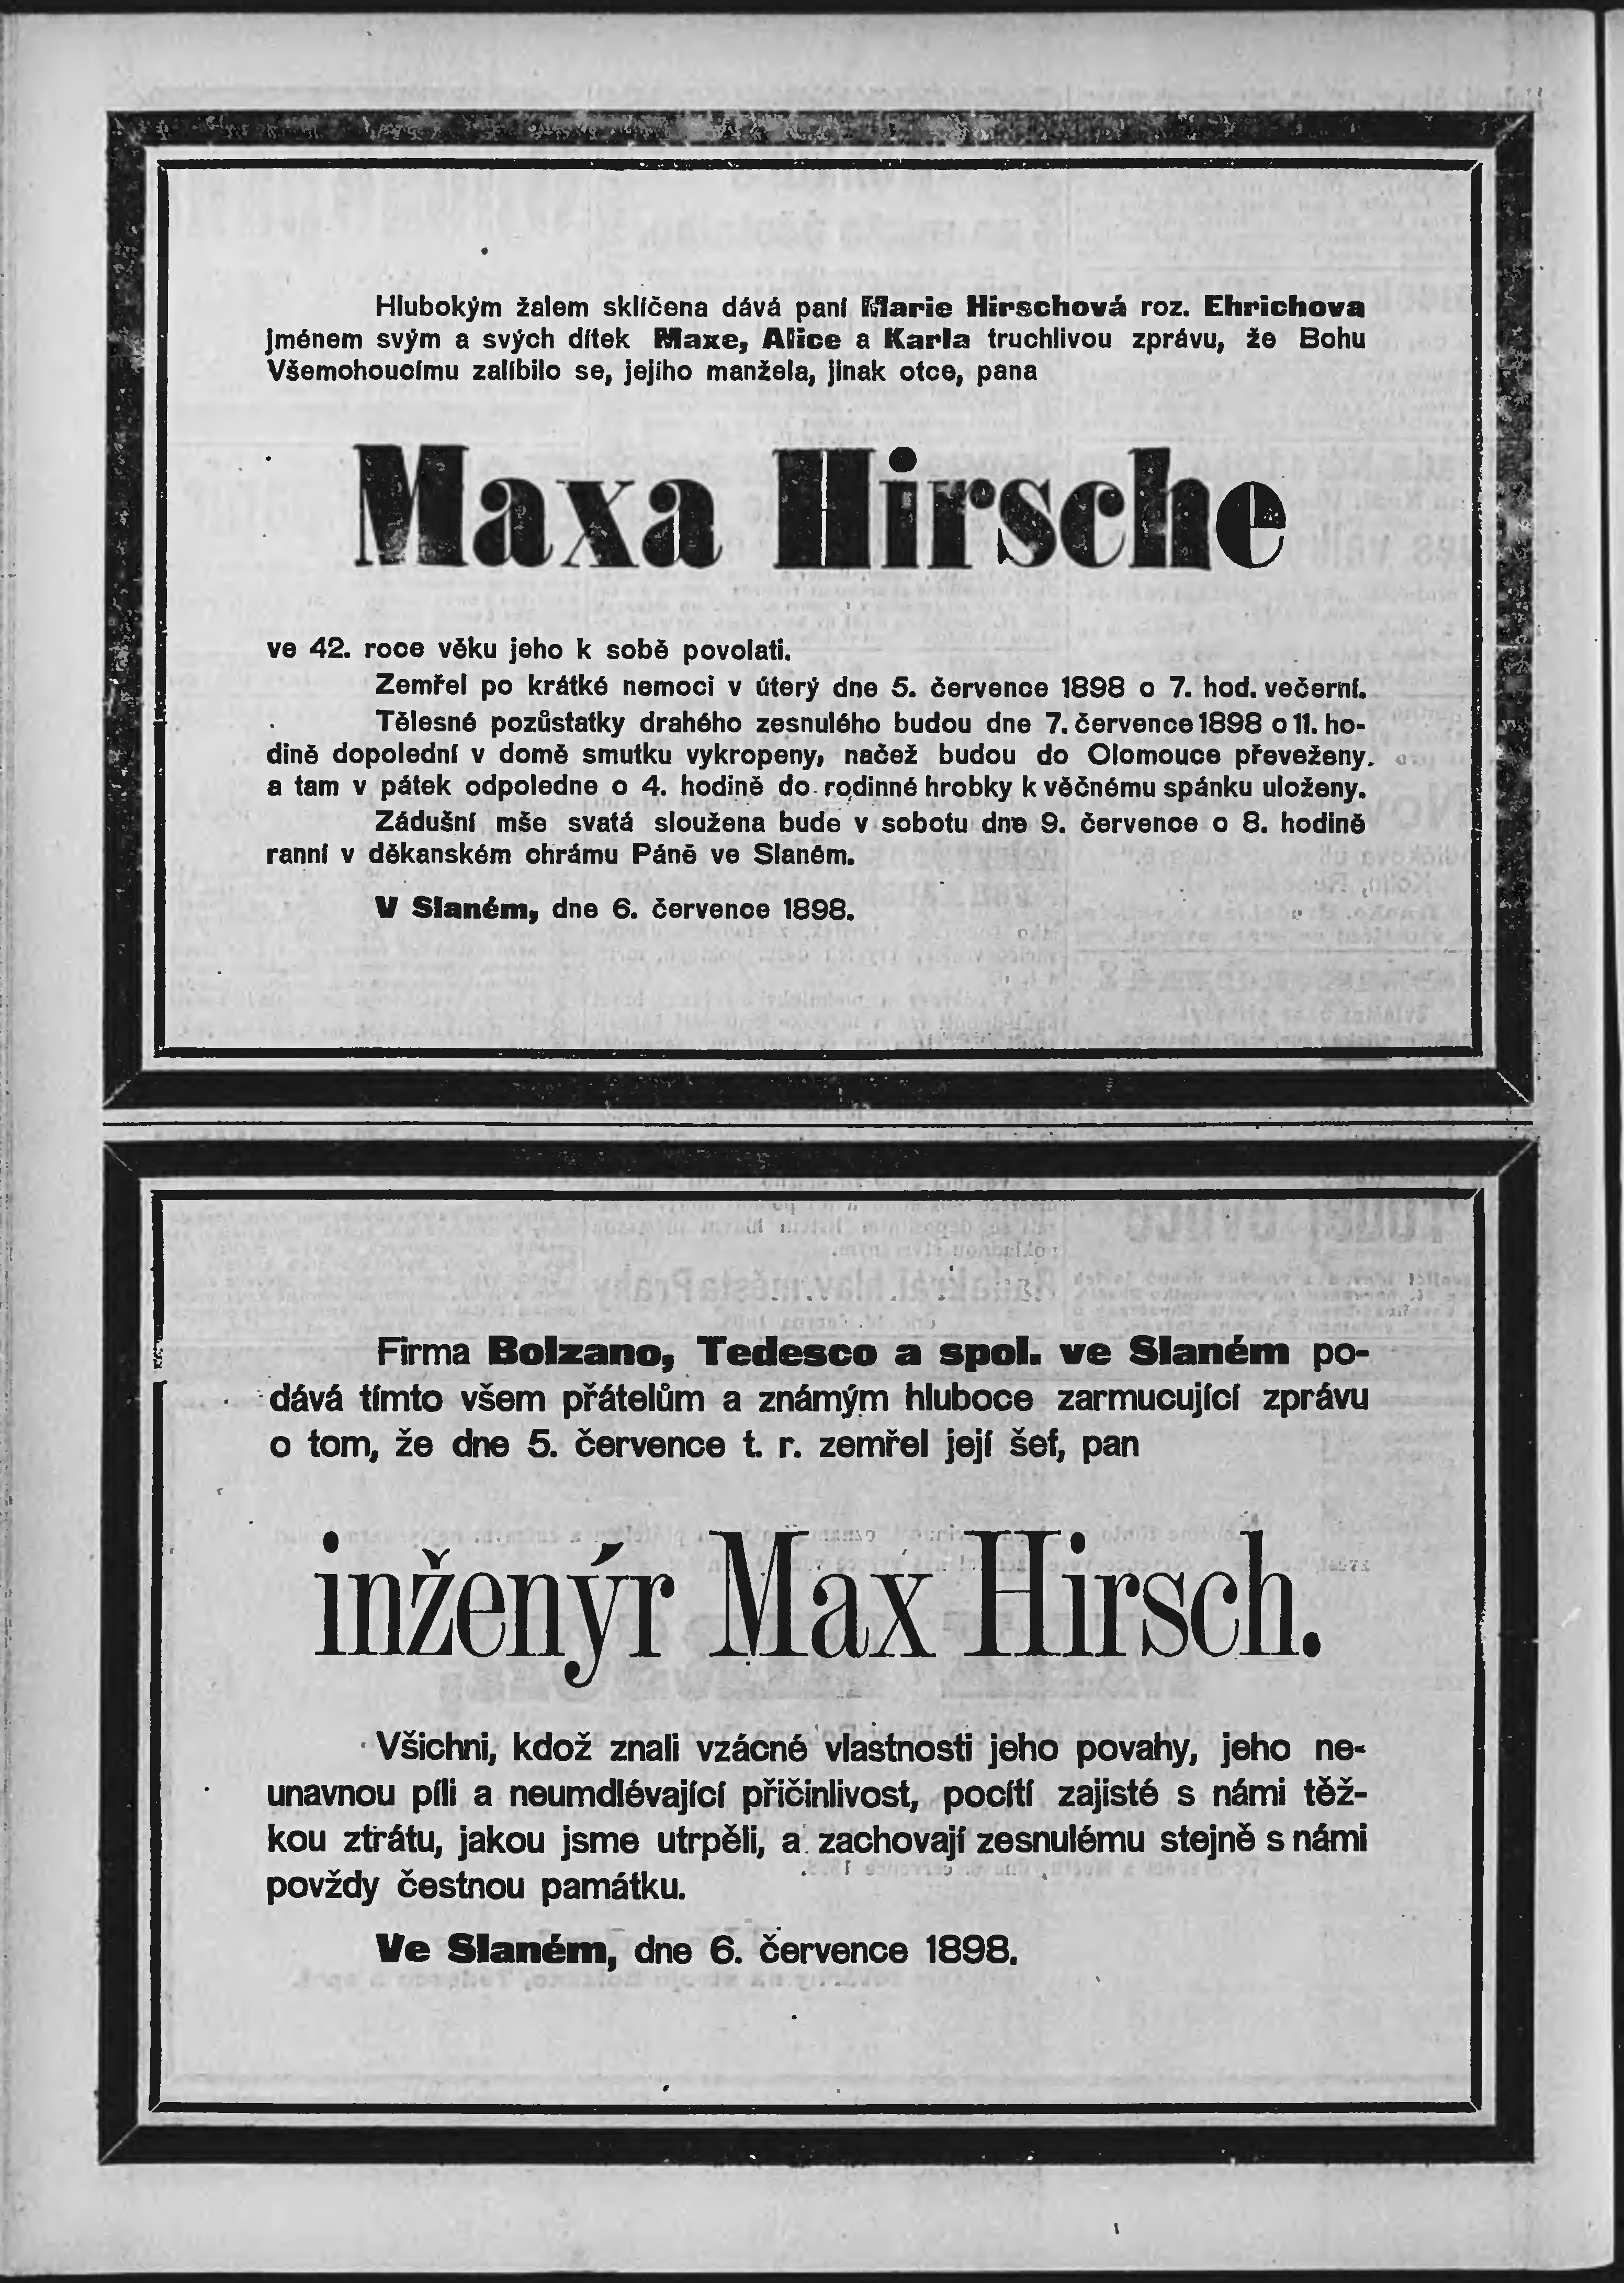 Hlubokým žalem sklíčena dává paní Marie Hirschová roz. Ehrichova
jménem svým a svých dítek Maxe, Alice a Karla truchlivou zprávu, že Bohu
Všemohoucímu zalíbilo se, jejího manžela, jinak otce, pana
Maxa Hirsche
ve 42. roce věku jeho k sobě povolati.
Zemřel po krátké nemoci v úterý dne 5. července 1898 o 7. hod. večerní.
Tělesné pozůstatky drahého zesnulého budou dne 7. července 1898 o 11. ho-
dině dopolední v domě smutku vykropeny, načež budou do Olomouce převeženy.
a tam v pátek odpoledne o 4. hodině do rodinné hrobky k věčnému spánku uloženy.
Zádušní mše svatá sloužena bude v sobotu dne 9. července o 8. hodině
ranní v děkanském chrámu Páně ve Slaném.
V Slaném, dne 6. července 1898.
Firma Bolzano, Tedesco a spol. ve Slaném po-
dává tímto všem přátelům a známým hluboce zarmucující zprávu
o tom, že dne 5. července t. r. zemřel její šef, pan
inženýr Max Hirsch.
Všichni, kdož znali vzácné vlastnosti jeho povahy, jeho ne-
unavnou píli a neumdlévající přičinlivost, pocítí zajisté s námi těž-
kou ztrátu, jakou jsme utrpěli, a zachovají zesnulému stejně s námi
povždy čestnou památku.
Ve Slaném, dne 6. července 1898.